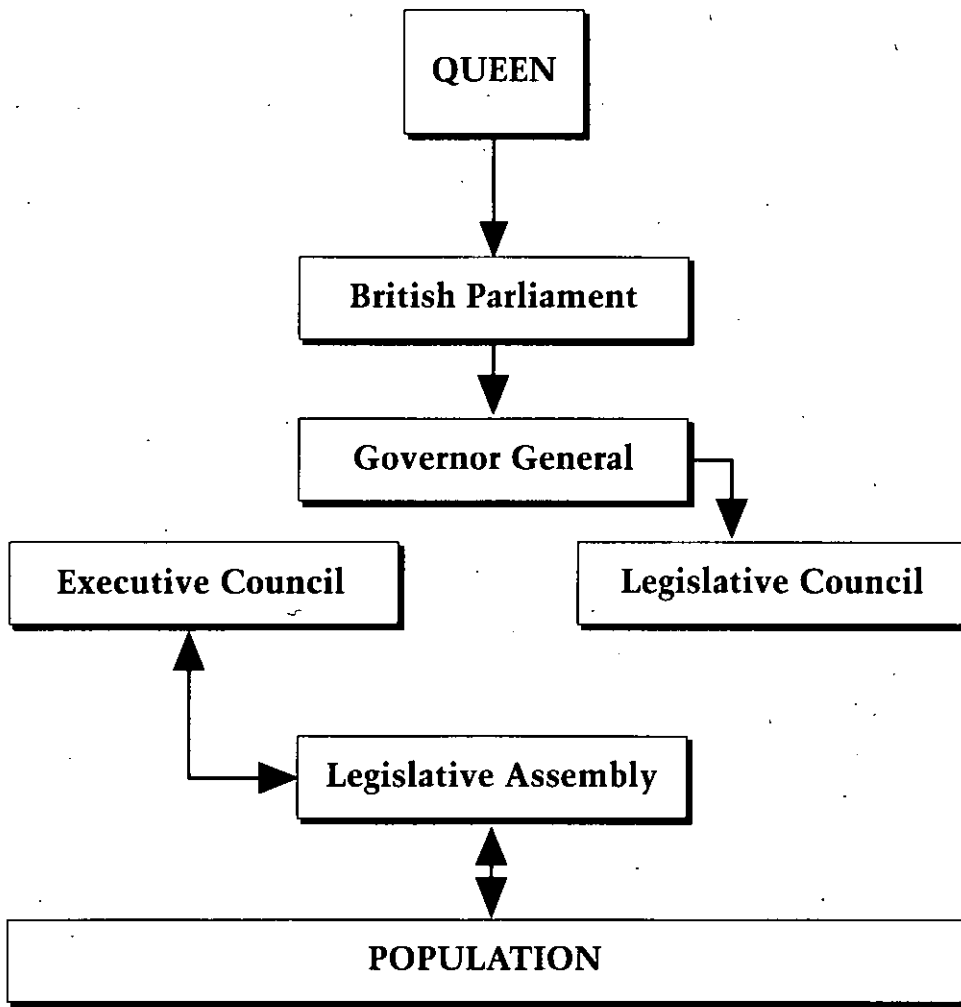 QUEEN
British Parliament
Governor General
Executive Council
Legislative Council
Legislative Assembly
POPULATION